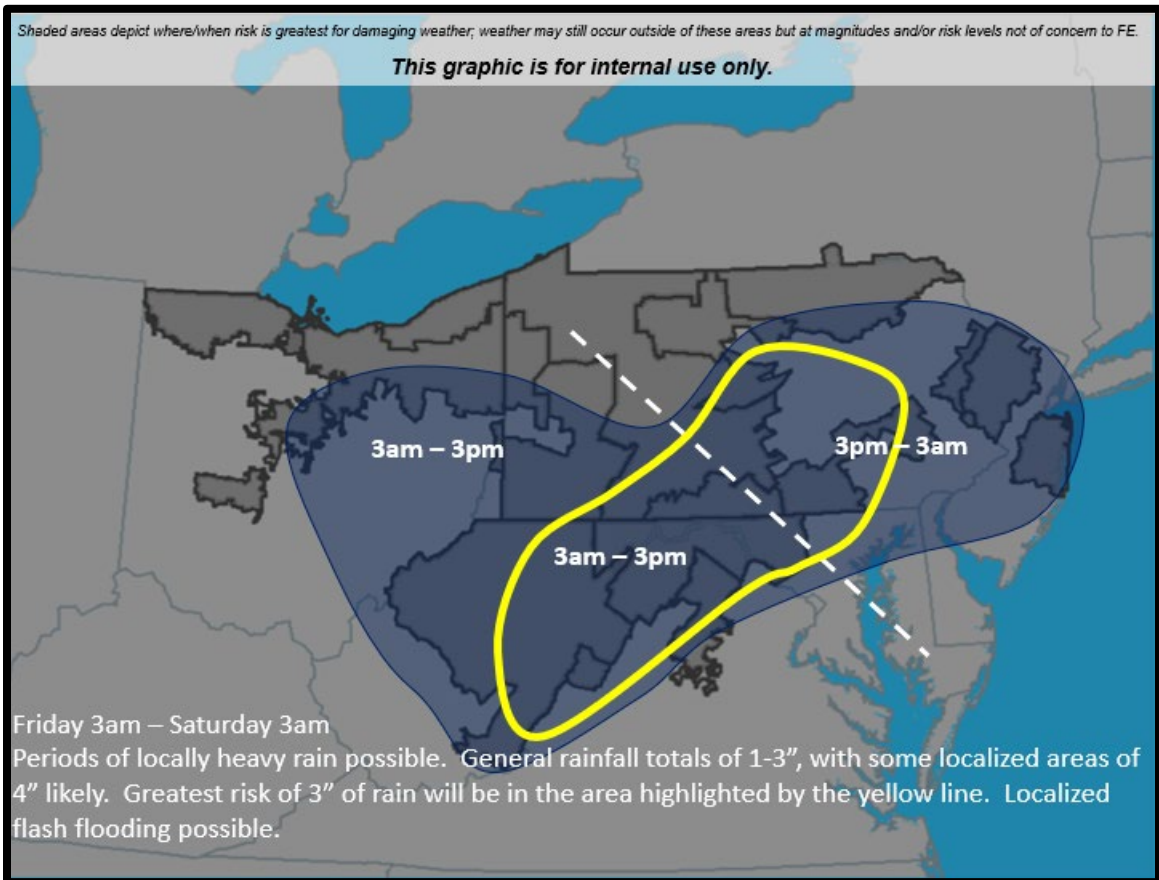 Shaded areas depict where/when risk is greatest for damaging weather; weather may still occur outside of these areas but at magnitudes and/or risk levels not of concern to FE.
This graphic is for internal use only.
3am – 3pm
3pm – 3am
3am – 3pm
Friday 3am – Saturday 3am
Periods of locally heavy rain possible.  General rainfall totals of 1-3”, with some localized areas of
4” likely.  Greatest risk of 3” of rain will be in the area highlighted by the yellow line.  Localized
flash flooding possible.